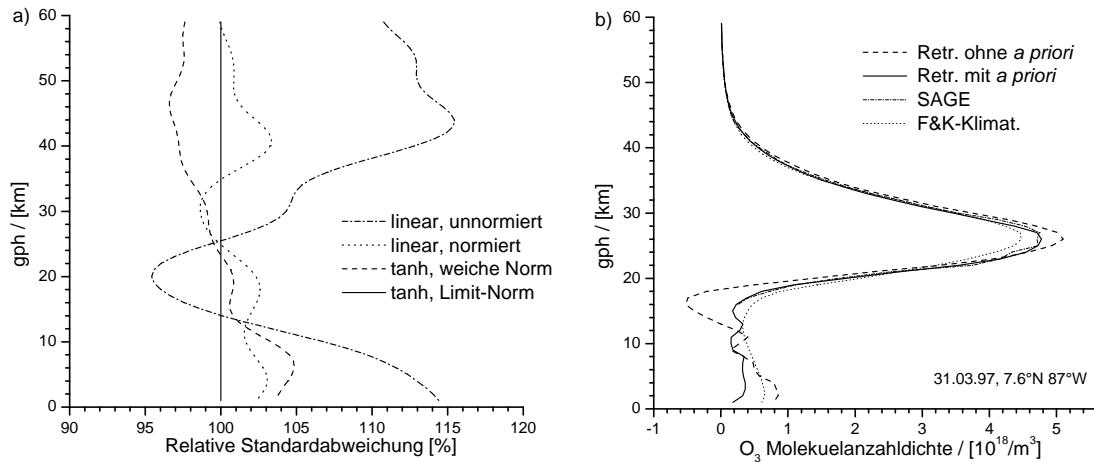 a)
60
50
40
30
20
10
0
gph / [km]
linear, unnormiert
linear, normiert
tanh, weiche Norm
tanh, Limit-Norm
90 95 100 105 110 115 120
Relative Standardabweichung [%]
b)
60
50
40
30
20
10
0
gph / [km]
Retr. ohne a priori
Retr. mit a priori
SAGE
F&K-Klimat.
31.03.97, 7.6°N 87°W
-1 0 1 2 3 4 5
O₃ Molekuelanzahldichte / [10¹⁸/m³]